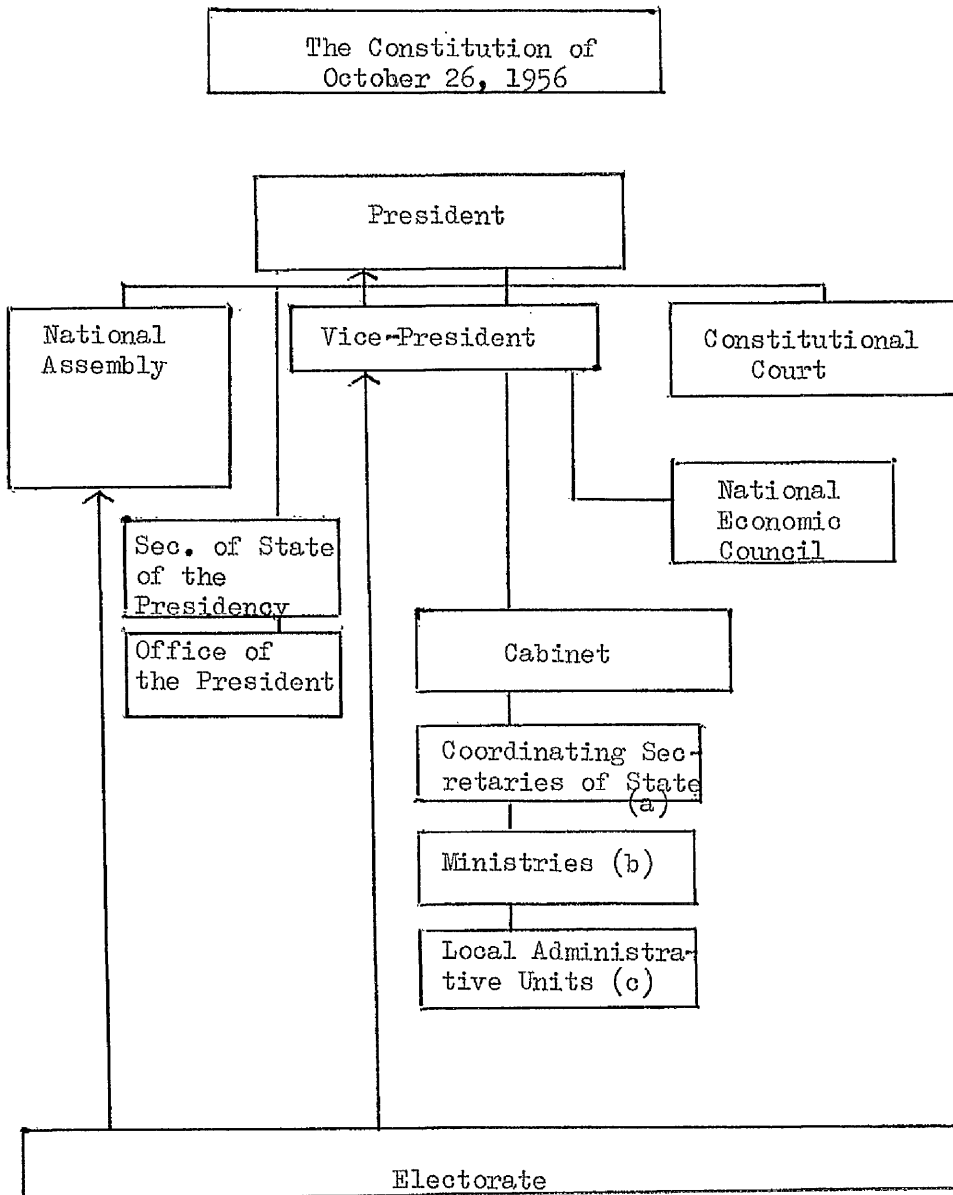 The Constitution of
October 26, 1956
President
National
Assembly
Vice-President
Constitutional
Court
National
Economic
Council
Sec. of State
of the
Presidency
Office of
the President
Cabinet
Coordinating Sec-
retaries of State
(a)
Ministries (b)
Local Administra-
tive Units (c)
Electorate